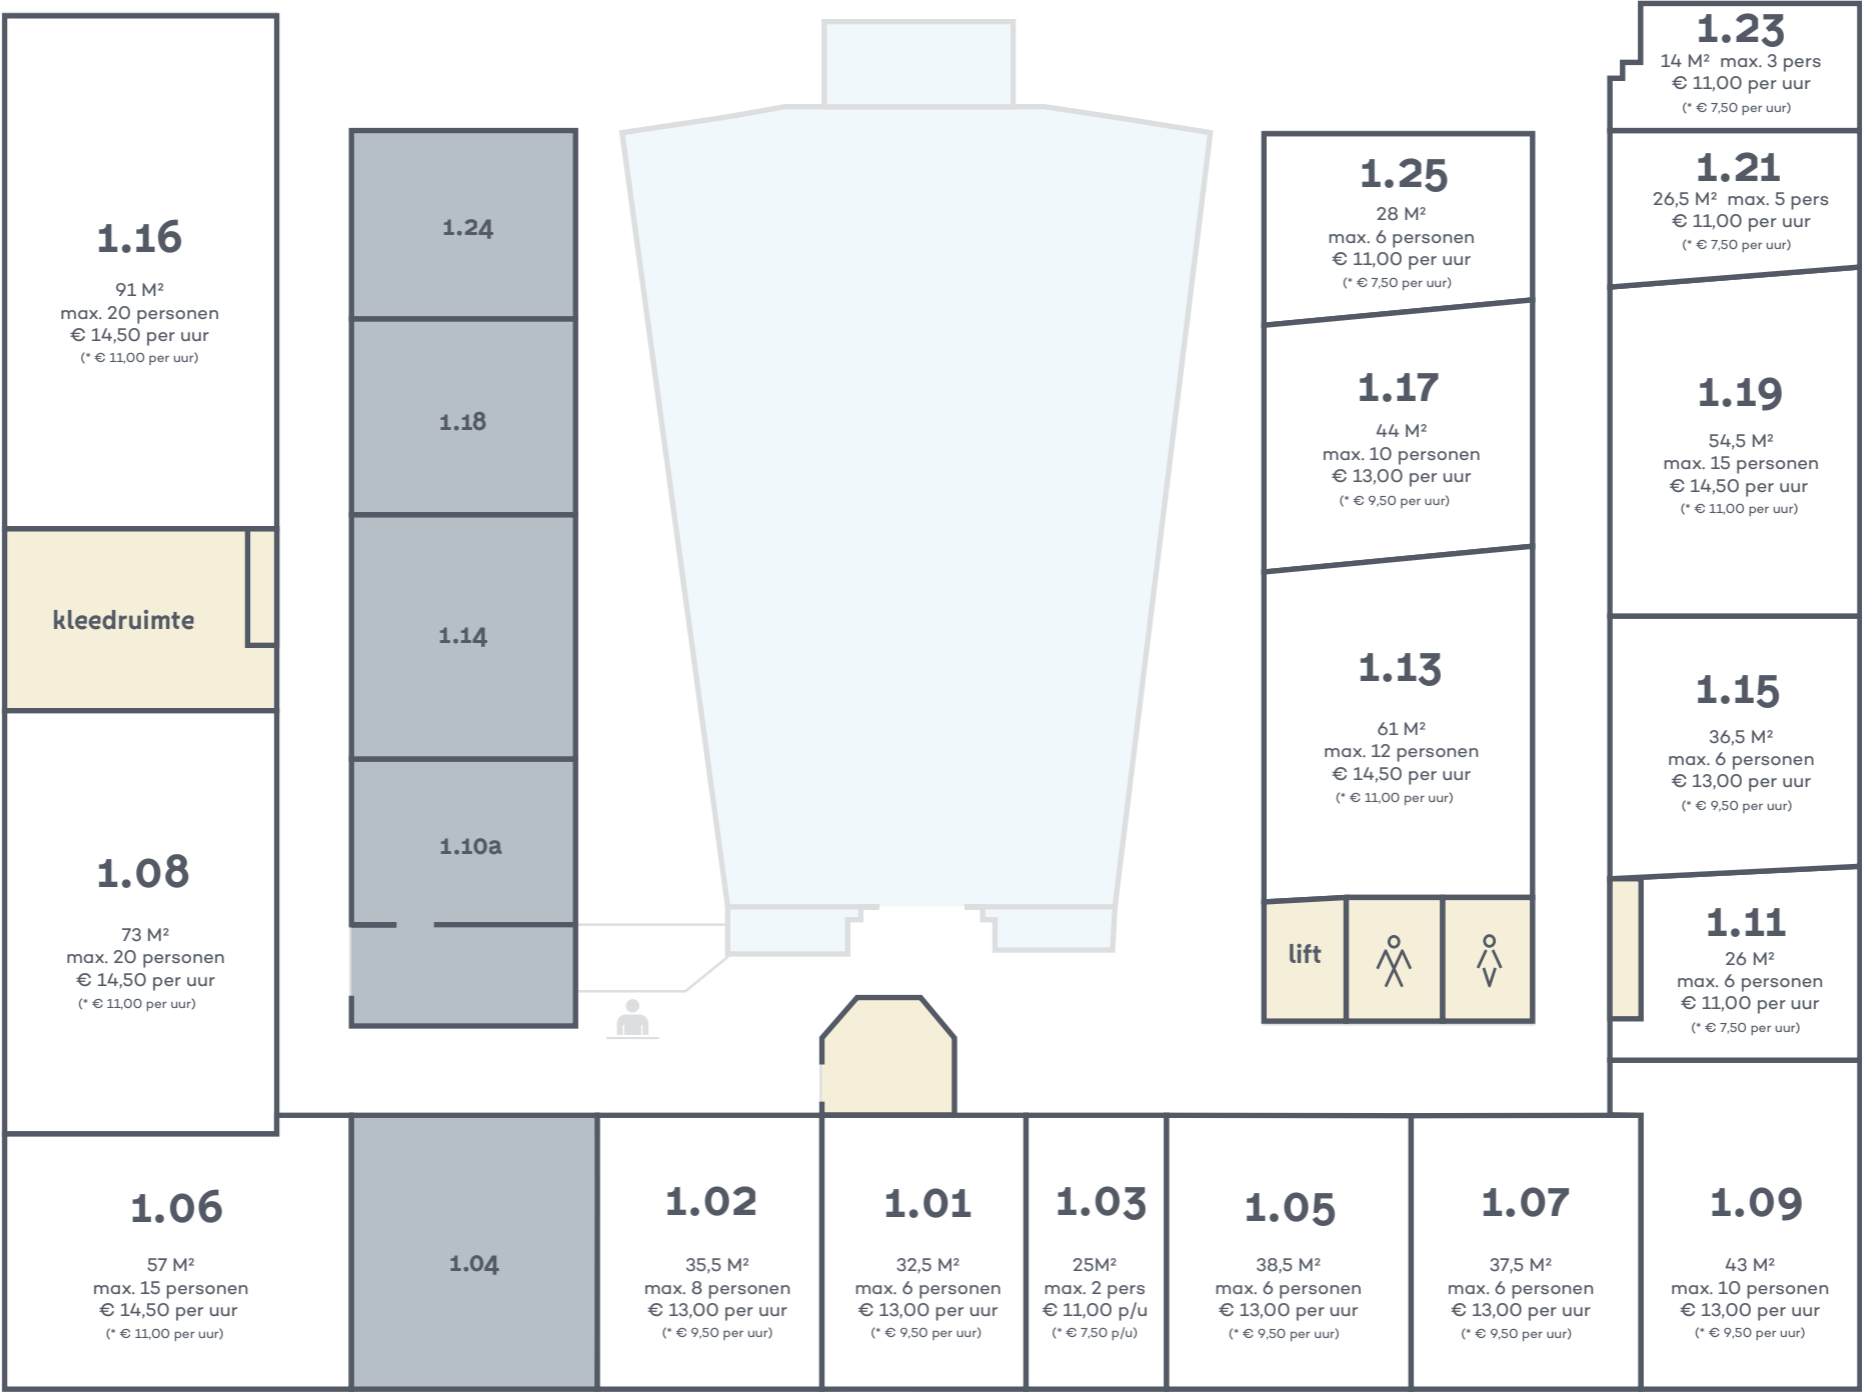 1.16
91 M²
max. 20 personen
€ 14,50 per uur
(* € 11,00 per uur)
kleedruimte
1.08
73 M²
max. 20 personen
€ 14,50 per uur
(* € 11,00 per uur)
1.06
57 M²
max. 15 personen
€ 14,50 per uur
(* € 11,00 per uur)
1.24
1.18
1.14
1.10a
1.04
1.02
35,5 M²
max. 8 personen
€ 13,00 per uur
(* € 9,50 per uur)
1.01
32,5 M²
max. 6 personen
€ 13,00 per uur
(* € 9,50 per uur)
1.03
25M²
max. 2 pers
€ 11,00 p/u
(* € 7,50 p/u)
1.05
38,5 M²
max. 6 personen
€ 13,00 per uur
(* € 9,50 per uur)
1.07
37,5 M²
max. 6 personen
€ 13,00 per uur
(* € 9,50 per uur)
1.09
43 M²
max. 10 personen
€ 13,00 per uur
(* € 9,50 per uur)
1.25
28 M²
max. 6 personen
€ 11,00 per uur
(* € 7,50 per uur)
1.17
44 M²
max. 10 personen
€ 13,00 per uur
(* € 9,50 per uur)
1.13
61 M²
max. 12 personen
€ 14,50 per uur
(* € 11,00 per uur)
lift
1.23
14 M² max. 3 pers
€ 11,00 per uur
(* € 7,50 per uur)
1.21
26,5 M² max. 5 pers
€ 11,00 per uur
(* € 7,50 per uur)
1.19
54,5 M²
max. 15 personen
€ 14,50 per uur
(* € 11,00 per uur)
1.15
36,5 M²
max. 6 personen
€ 13,00 per uur
(* € 9,50 per uur)
1.11
26 M²
max. 6 personen
€ 11,00 per uur
(* € 7,50 per uur)